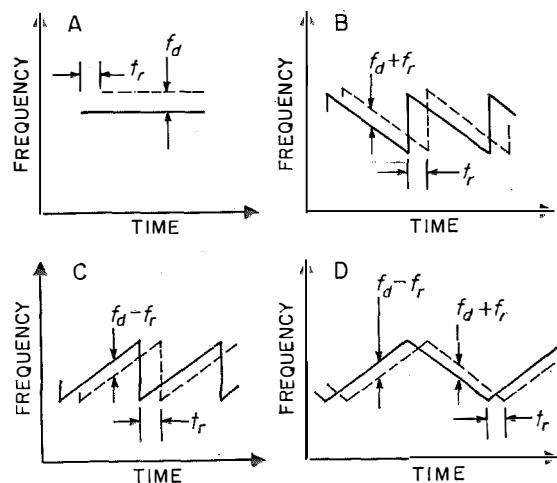 A
FREQUENCY
t_r
f_d
TIME
B
FREQUENCY
f_d+f_r
t_r
TIME
C
FREQUENCY
f_d−f_r
t_r
TIME
D
FREQUENCY
f_d−f_r
f_d+f_r
t_r
TIME